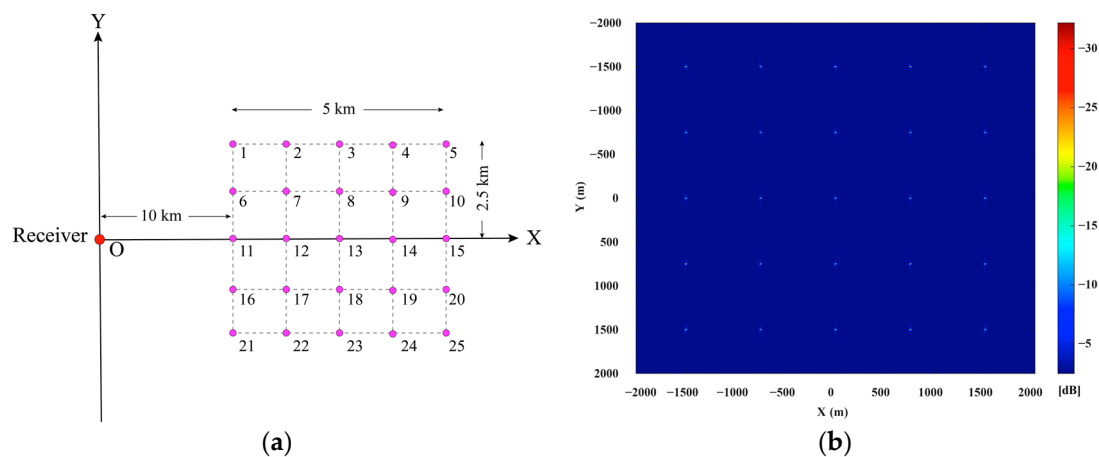 Y
5 km
1 2 3 4 5
2.5 km
6 7 8 9 10
10 km
Receiver O X
11 12 13 14 15
16 17 18 19 20
21 22 23 24 25
(a)
−2000
−1500
−1000
−500
0
500
1000
1500
2000
Y (m)
−2000 −1500 −1000 −500 0 500 1000 1500 2000
X (m)
−30
−25
−20
−15
−10
−5
[dB]
(b)